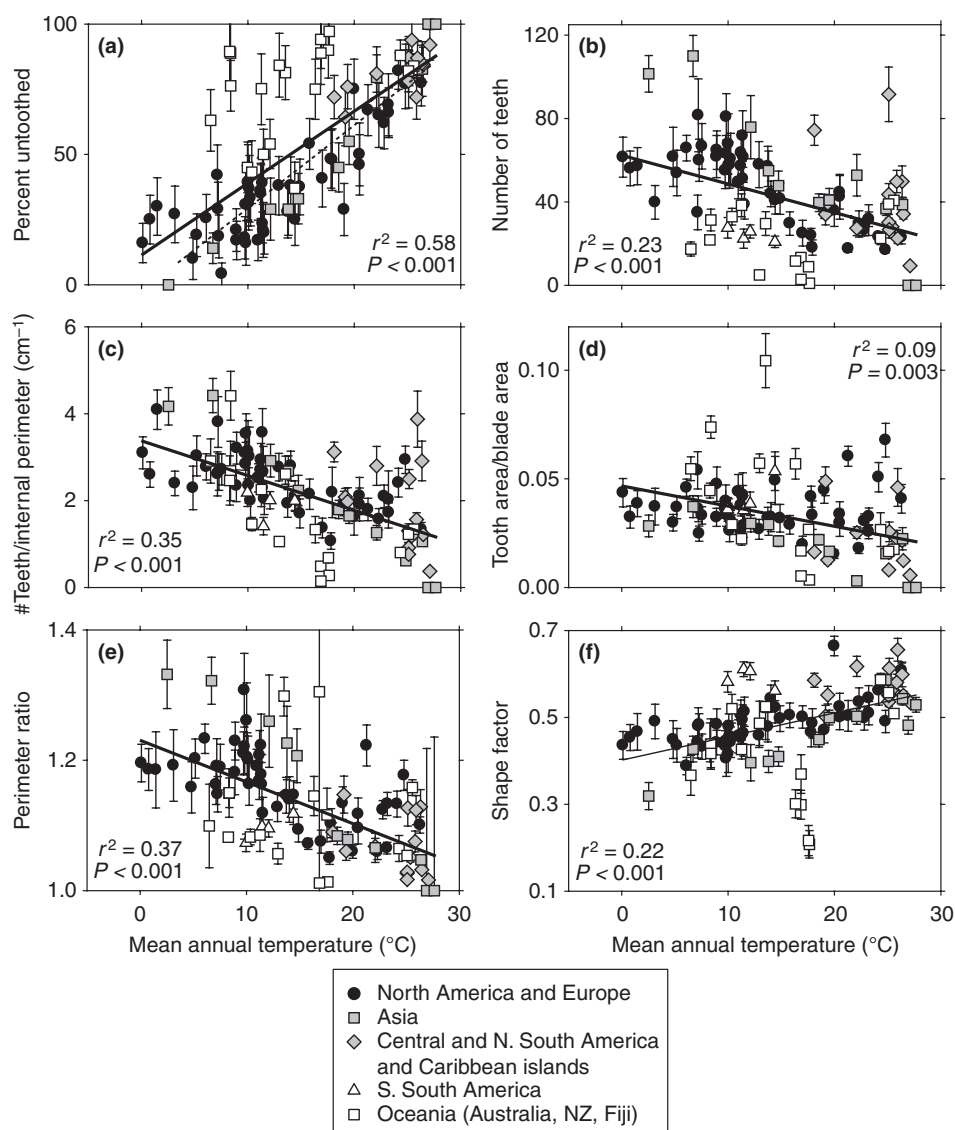 (a)
100
50
0
Percent untoothed
r² = 0.58
P < 0.001
(b)
120
80
40
0
Number of teeth
r² = 0.23
P < 0.001
(c)
6
4
2
0
#Teeth/internal perimeter (cm⁻¹)
r² = 0.35
P < 0.001
(d)
0.10
0.05
0.00
Tooth area/blade area
r² = 0.09
P = 0.003
(e)
1.4
1.2
1.0
Perimeter ratio
r² = 0.37
P < 0.001
0 10 20 30
Mean annual temperature (°C)
(f)
0.7
0.5
0.3
0.1
Shape factor
r² = 0.22
P < 0.001
0 10 20 30
Mean annual temperature (°C)
North America and Europe
Asia
Central and N. South America
and Caribbean islands
S. South America
Oceania (Australia, NZ, Fiji)